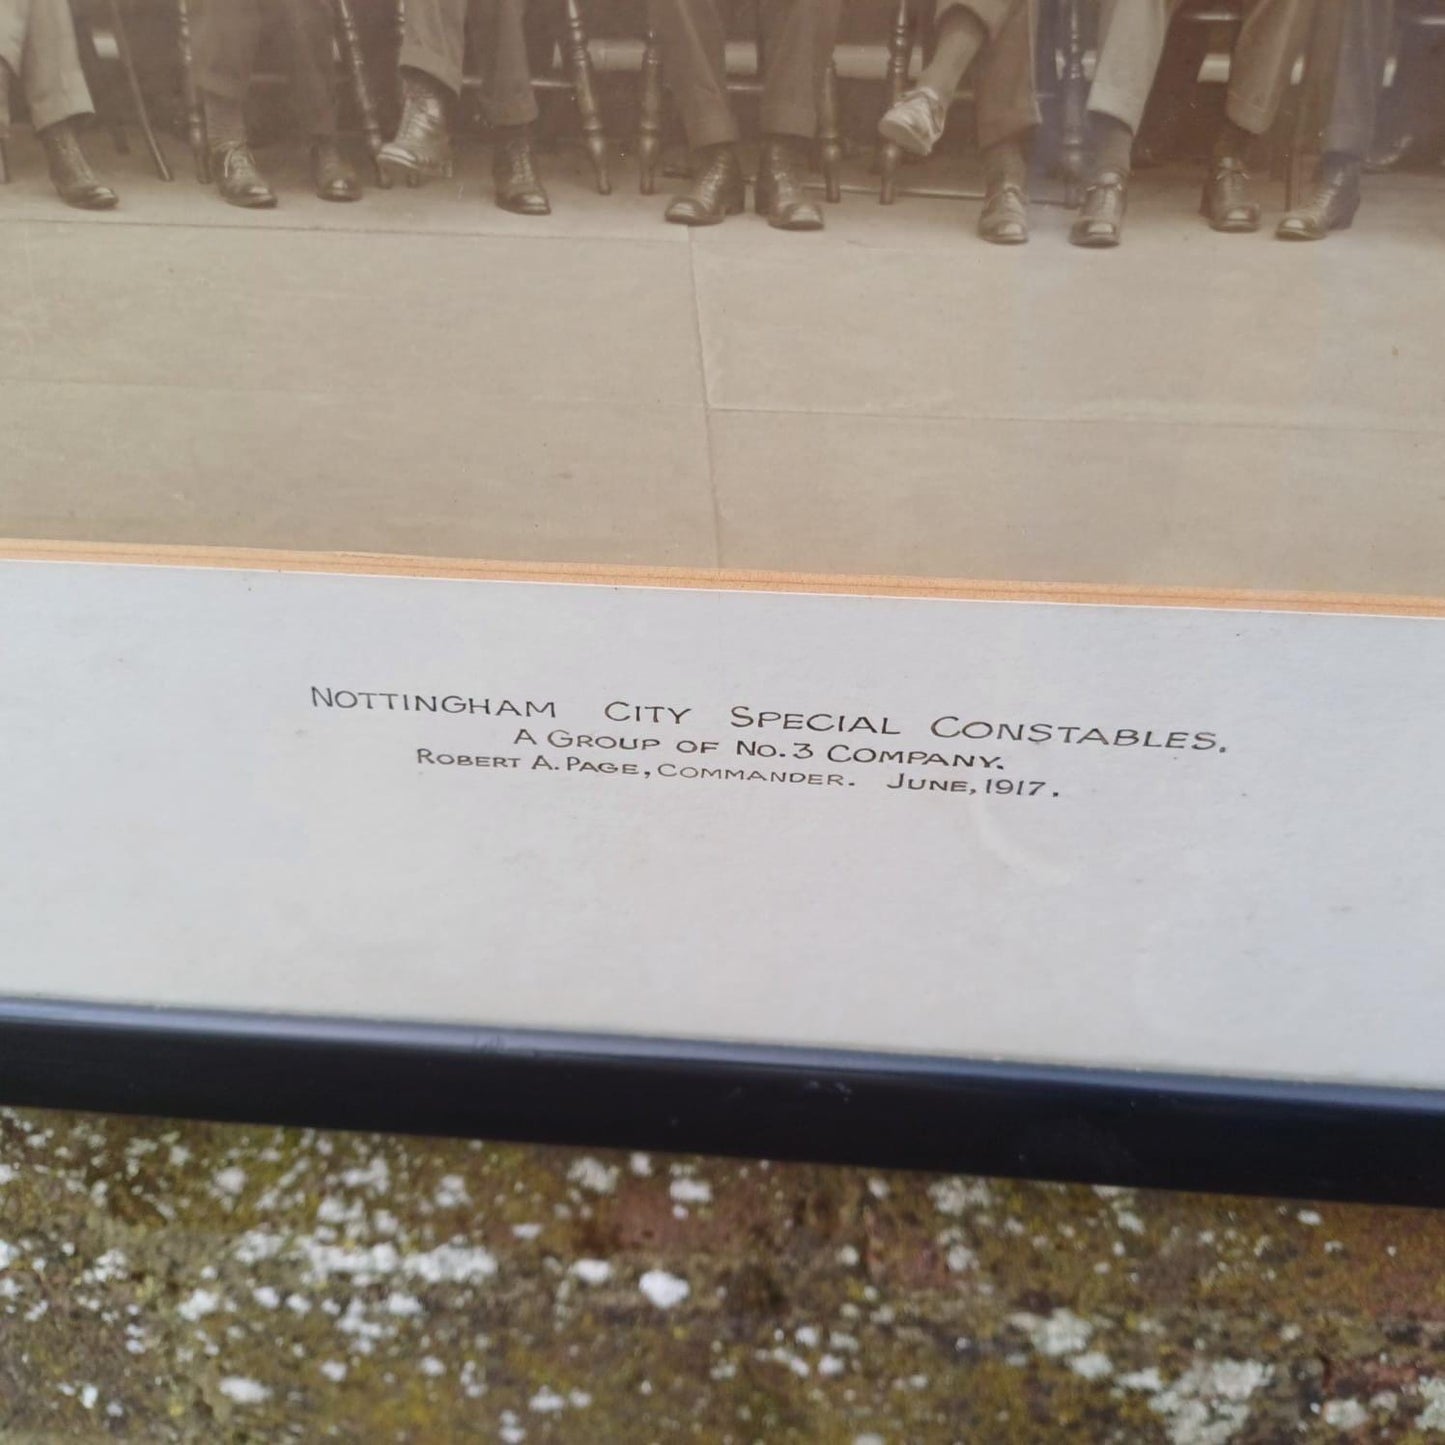 NOTTINGHAM CITY SPECIAL CONSTABLES.
A GROUP OF NO. 3 COMPANY.
ROBERT A. PAGE, COMMANDER. JUNE, 1917.